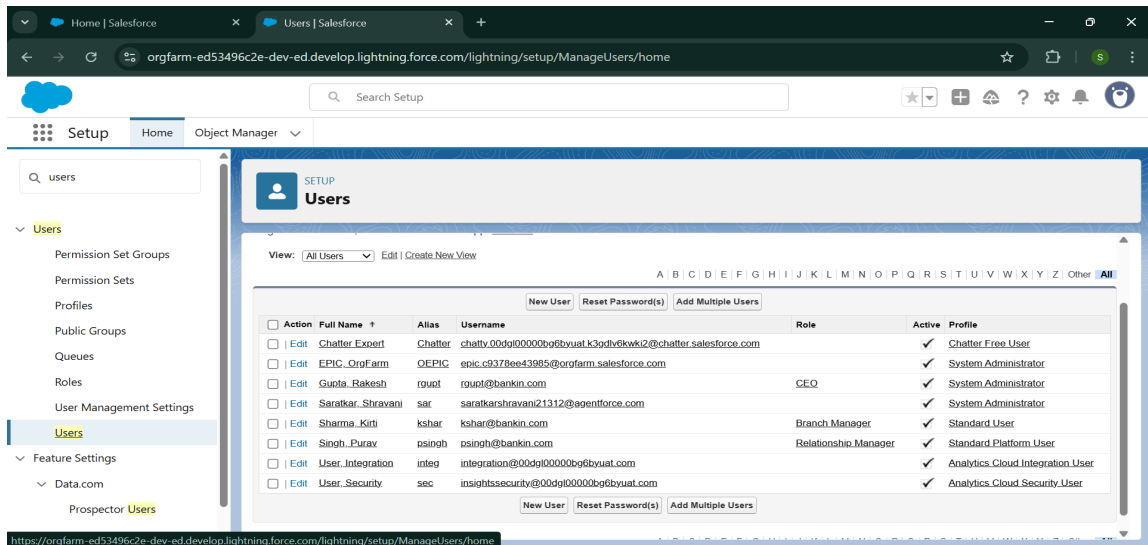 Home | Salesforce
Users | Salesforce
orgfarm-ed53496c2e-dev-ed.develop.lightning.force.com/lightning/setup/ManageUsers/home
S
Search Setup
Setup Home Object Manager
users
Users
Permission Set Groups
Permission Sets
Profiles
Public Groups
Queues
Roles
User Management Settings
Users
Feature Settings
Data.com
Prospector Users
SETUP
Users
View: All Users Edit | Create New View
A | B | C | D | E | F | G | H | I | J | K | L | M | N | O | P | Q | R | S | T | U | V | W | X | Y | Z | Other All
New User Reset Password(s) Add Multiple Users
Action Full Name ↑ Alias Username Role Active Profile
| Edit Chatter Expert Chatter chatty.00dgl00000bg6byuat.k3gdlv6kwki2@chatter.salesforce.com ✓ Chatter Free User
| Edit EPIC, OrgFarm OEPIC epic.c9378ee43985@orgfarm.salesforce.com ✓ System Administrator
| Edit Gupta, Rakesh rgupt rgupt@bankin.com CEO ✓ System Administrator
| Edit Saratkar, Shravani sar saratkarshravani21312@agentforce.com ✓ System Administrator
| Edit Sharma, Kirti kshar kshar@bankin.com Branch Manager ✓ Standard User
| Edit Singh, Purav psingh psingh@bankin.com Relationship Manager ✓ Standard Platform User
| Edit User, Integration integ integration@00dgl00000bg6byuat.com ✓ Analytics Cloud Integration User
| Edit User, Security sec insightssecurity@00dgl00000bg6byuat.com ✓ Analytics Cloud Security User
New User Reset Password(s) Add Multiple Users
https://orgfarm-ed53496c2e-dev-ed.develop.lightning.force.com/lightning/setup/ManageUsers/home